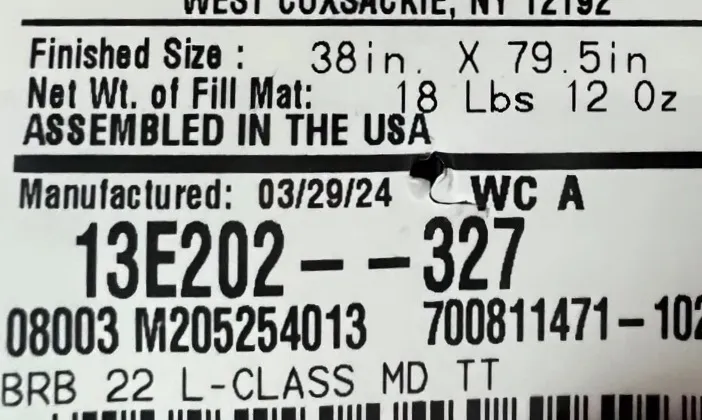 WEST COXSACKIE, NY 12192
Finished Size : 38in. X 79.5in
Net Wt. of Fill Mat: 18 Lbs 12 Oz
ASSEMBLED IN THE USA
Manufactured: 03/29/24 WC A
13E202--327
08003 M205254013 700811471-102
BRB 22 L-CLASS MD TT